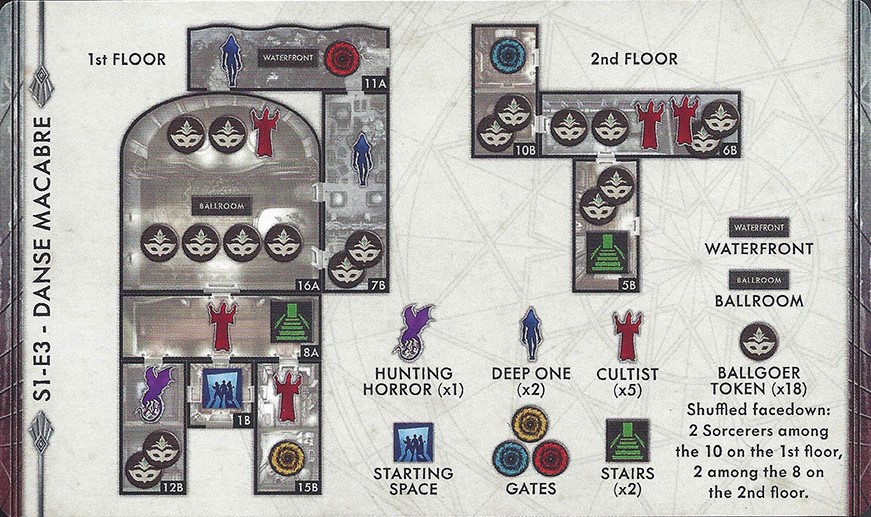 S1-E3 - DANSE MACABRE
1st FLOOR
WATERFRONT
11A
BALLROOM
16A
7B
8A
1B
12B
15B
2nd FLOOR
10B
6B
5B
WATERFRONT
WATERFRONT
BALLROOM
BALLROOM
HUNTING
HORROR (x1)
DEEP ONE
(x2)
CULTIST
(x5)
BALLGOER
TOKEN (x18)
Shuffled facedown:
2 Sorcerers among
the 10 on the 1st floor,
2 among the 8 on
the 2nd floor.
STARTING
SPACE
GATES
STAIRS
(x2)